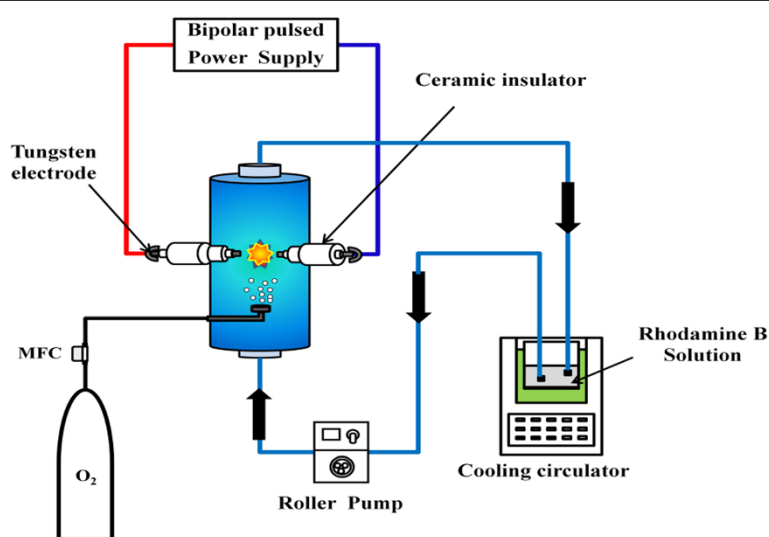 Bipolar pulsed
Power Supply
Ceramic insulator
Tungsten
electrode
MFC
Rhodamine B
Solution
O₂
Cooling circulator
Roller Pump